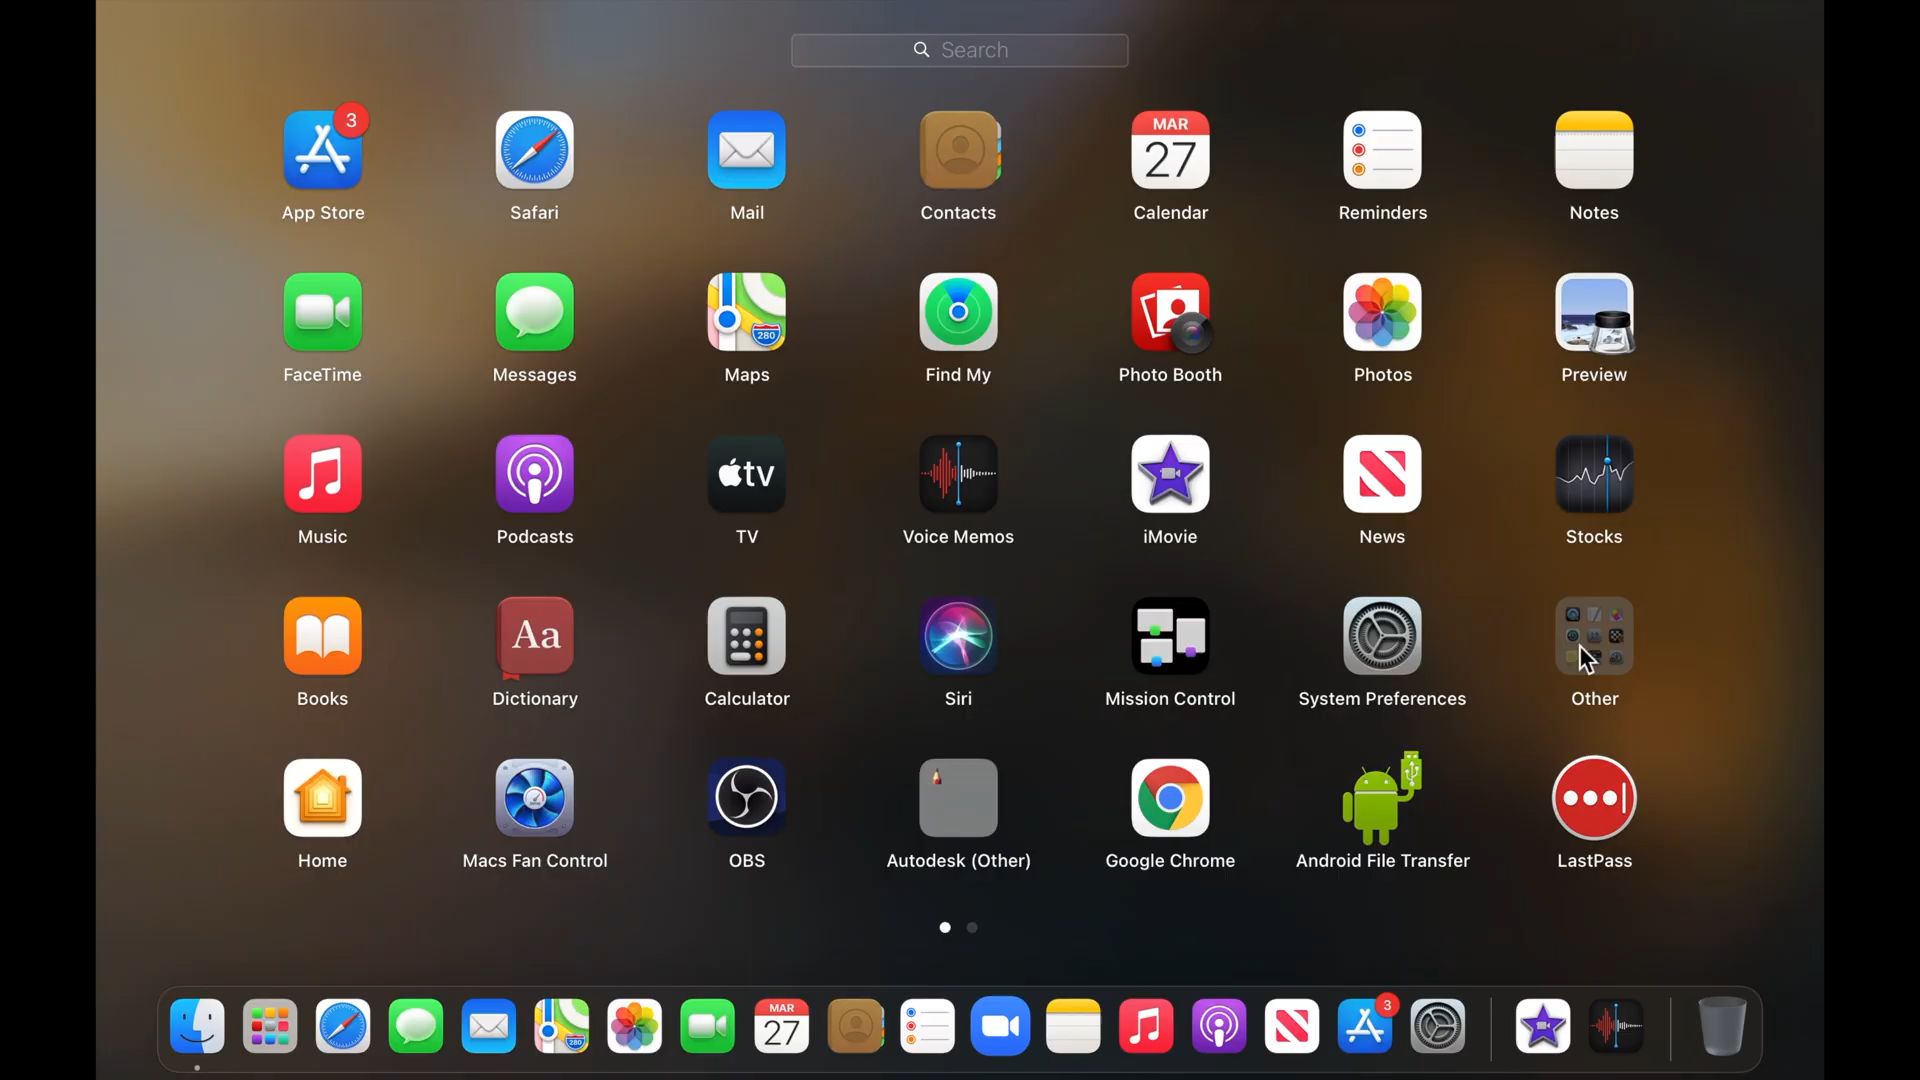 Search
3
App Store
Safari
Mail
Contacts
MAR
27
Calendar
Reminders
Notes
FaceTime
Messages
280
Maps
Find My
Photo Booth
Photos
Preview
Music
Podcasts
tv
TV
Voice Memos
iMovie
News
Stocks
Books
Aa
Dictionary
Calculator
Siri
Mission Control
System Preferences
Other
Home
Macs Fan Control
OBS
Autodesk (Other)
Google Chrome
Android File Transfer
LastPass
280
MAR
27
3